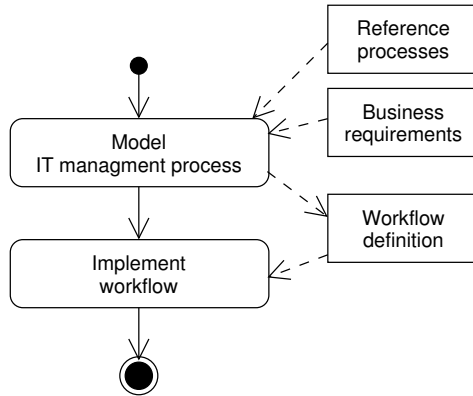 Reference
processes
Business
requirements
Model
IT managment process
Workflow
definition
Implement
workflow